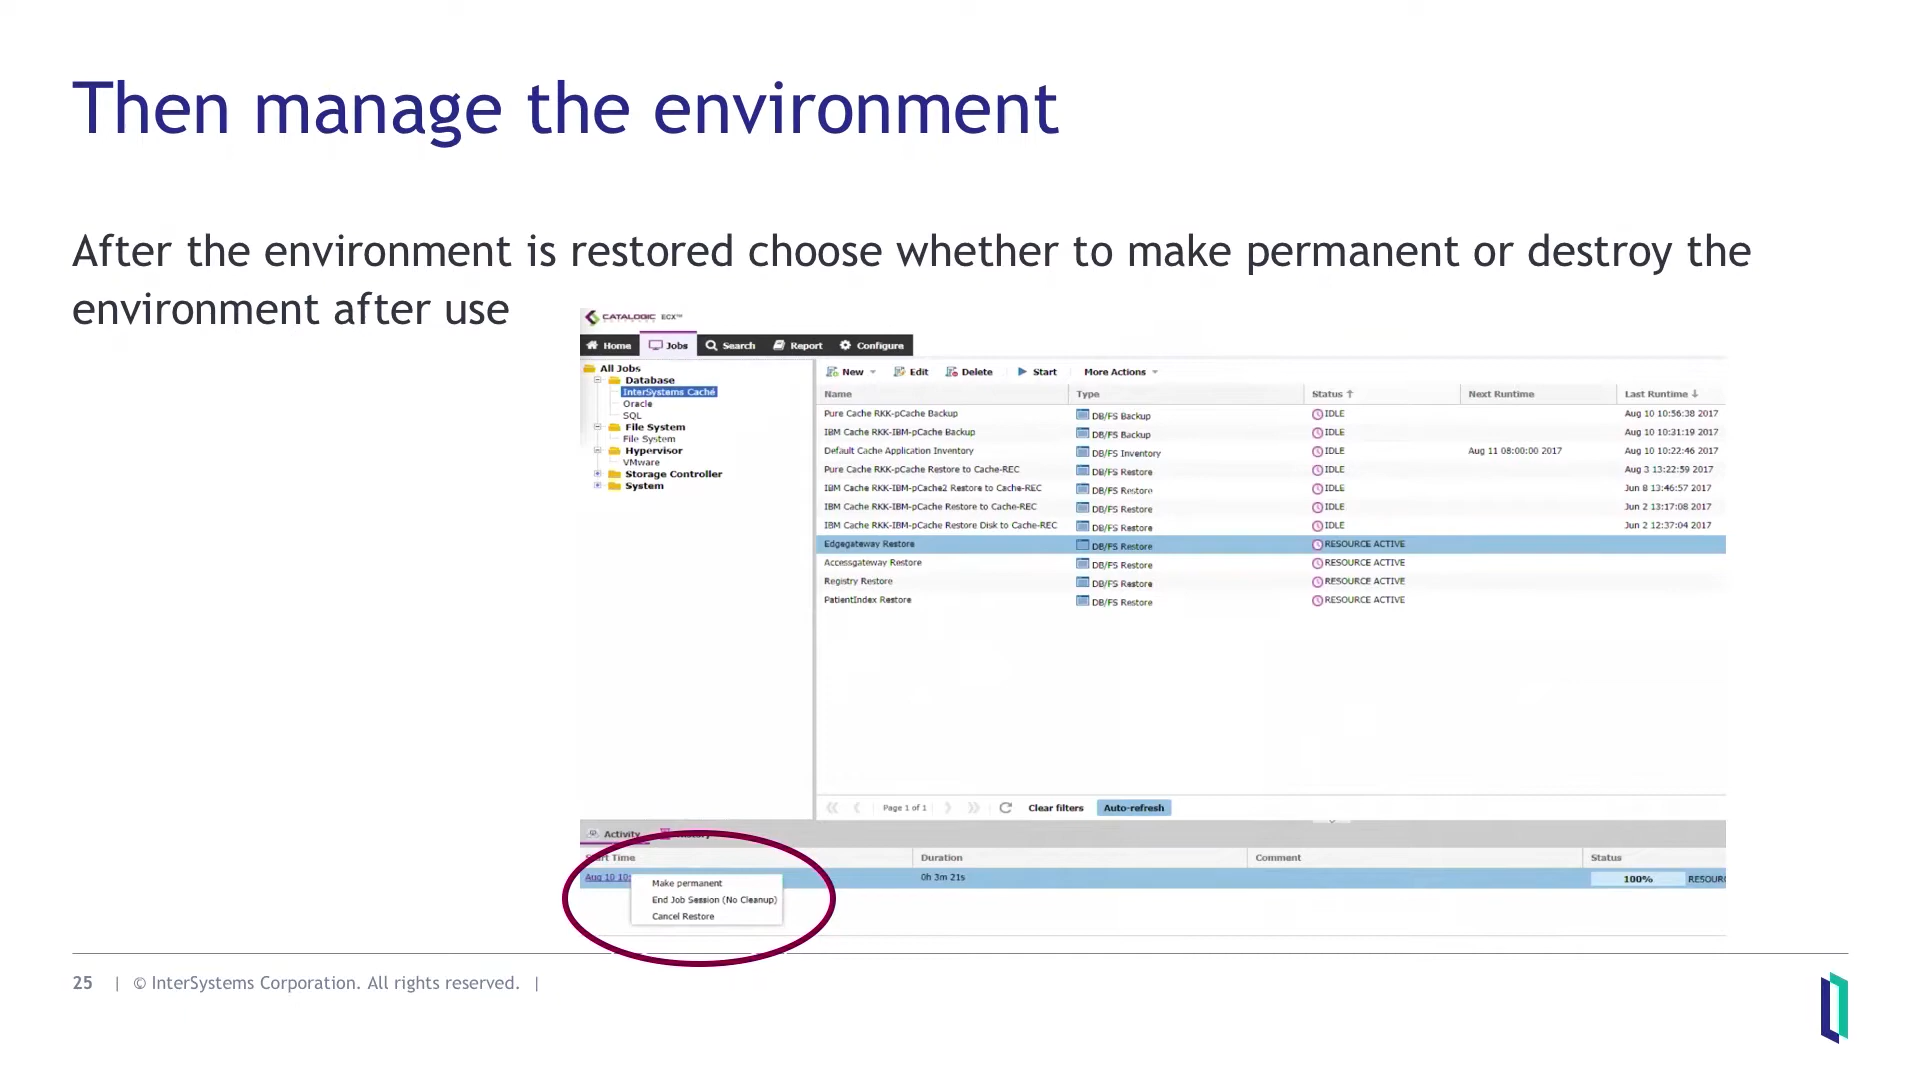 Then manage the environment
After the environment is restored choose whether to make permanent or destroy the
environment after use
CATALOGIC ECX™
Home Jobs Search Report Configure
All Jobs
Database
InterSystems Caché
Oracle
SQL
File System
File System
Hypervisor
VMware
Storage Controller
System
New Edit Delete Start More Actions
Name Type Status Next Runtime Last Runtime
Pure Cache RKK-pCache Backup DB/FS Backup IDLE Aug 10 10:56:38 2017
IBM Cache RKK-IBM-pCache Backup DB/FS Backup IDLE Aug 10 10:31:19 2017
Default Cache Application Inventory DB/FS Inventory IDLE Aug 11 08:00:00 2017 Aug 10 10:22:46 2017
Pure Cache RKK-pCache Restore to Cache-REC DB/FS Restore IDLE Aug 3 13:22:59 2017
IBM Cache RKK-IBM-pCache2 Restore to Cache-REC DB/FS Restore IDLE Jun 8 13:46:57 2017
IBM Cache RKK-IBM-pCache Restore to Cache-REC DB/FS Restore IDLE Jun 2 13:17:08 2017
IBM Cache RKK-IBM-pCache Restore Disk to Cache-REC DB/FS Restore IDLE Jun 2 12:37:04 2017
Edgegateway Restore DB/FS Restore RESOURCE ACTIVE
Accessgateway Restore DB/FS Restore RESOURCE ACTIVE
Registry Restore DB/FS Restore RESOURCE ACTIVE
PatientIndex Restore DB/FS Restore RESOURCE ACTIVE
Page 1 of 1 Clear filters Auto-refresh
Activity
Time Duration Comment Status
Aug 10 10: 0h 3m 21s 100% RESOUR
Make permanent
End Job Session (No Cleanup)
Cancel Restore
25 | © InterSystems Corporation. All rights reserved. |